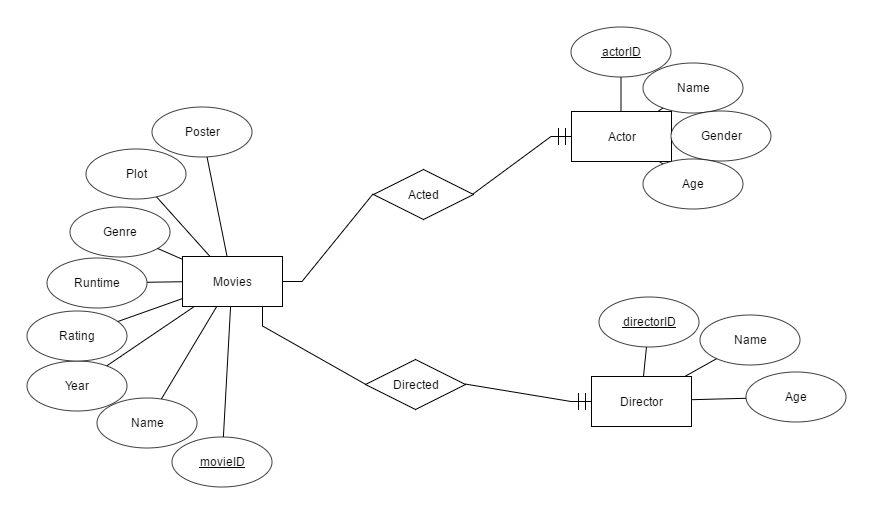 actorID
Name
Poster
Actor
Gender
Plot
Age
Acted
Genre
Movies
Runtime
directorID
Rating
Name
Year
Directed
Director
Age
Name
movieID